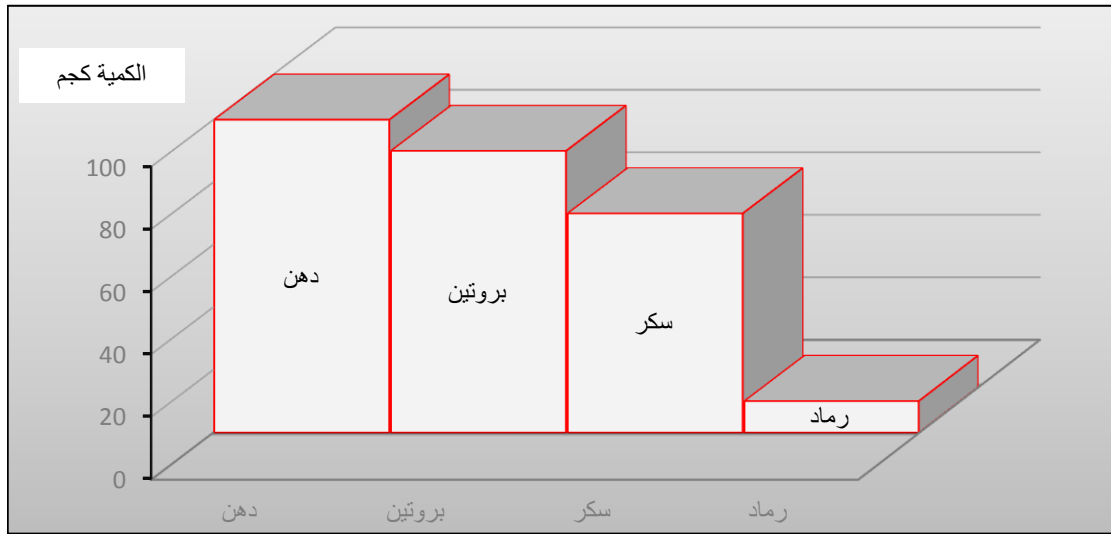 الكمية كجم
100
80
60
40
20
0
دهن
بروتين
سكر
رماد
دهن
بروتين
سكر
رماد